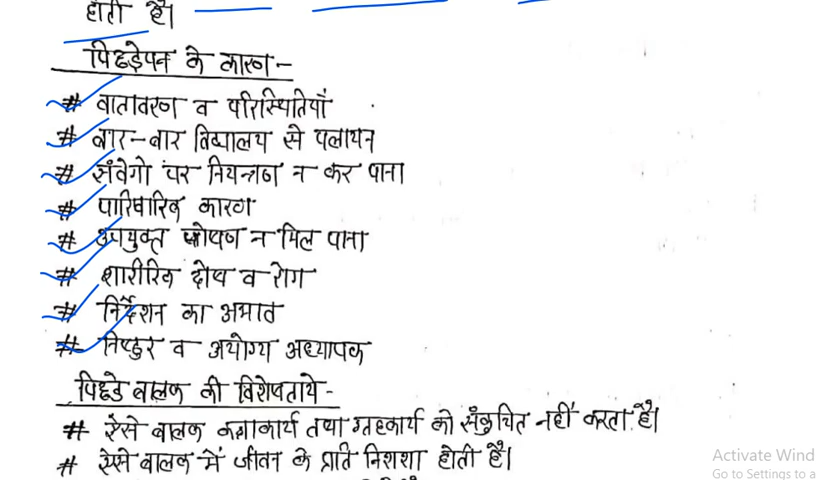 होती है।
पिछड़ेपन के कारण-
# वातावरण व परिस्थितियाँ
# बार-बार विद्यालय से पलायन
# संवेगो पर नियन्त्रण न कर पाना
# पारिवारिक कारण
# उपयुक्त पोषण न मिल पाना
# शारीरिक दोष व रोग
# निर्देशन का अभाव
# निष्ठुर व अयोग्य अध्यापक
पिछडे बालक की विशेषताये-
# ऐसे बालक कक्षाकार्य तथा ग्रहकार्य को संकुचित नहीं करता है।
# ऐसे बालक में जीवन के प्रति निराशा होती है।
Activate Wind
Go to Settings to a